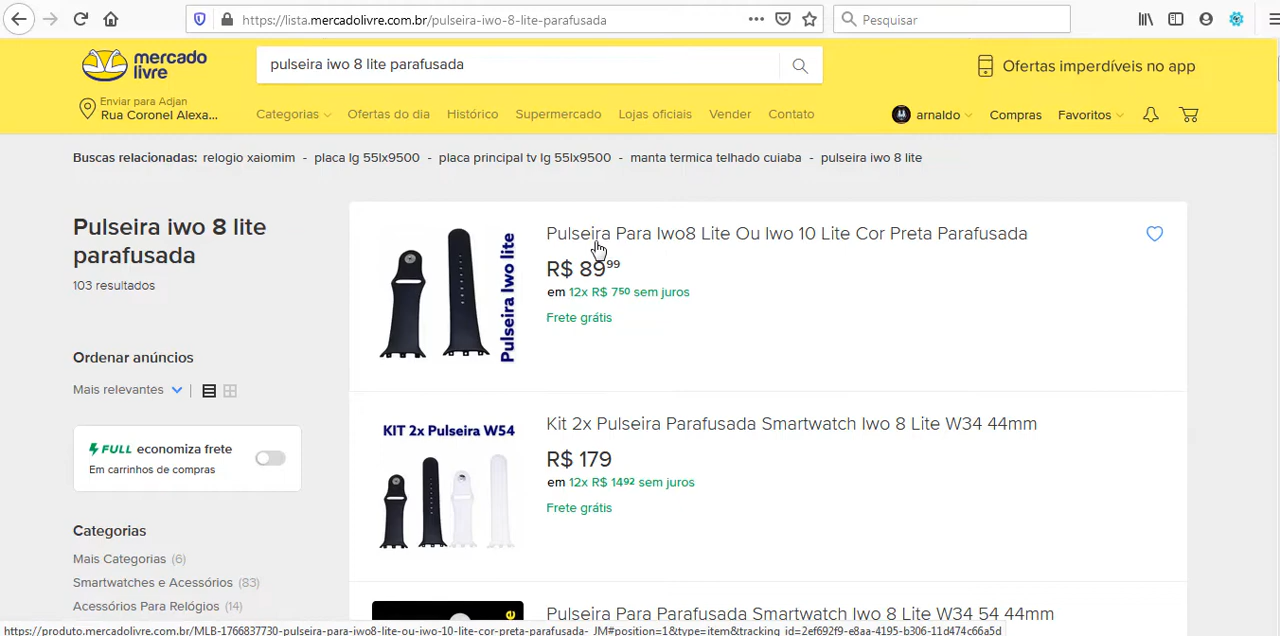 https://lista.mercadolivre.com.br/pulseira-iwo-8-lite-parafusada
Pesquisar
mercado
livre
pulseira iwo 8 lite parafusada
Ofertas imperdíveis no app
Enviar para Adjan
Rua Coronel Alexa...
Categorias
Ofertas do dia
Histórico
Supermercado
Lojas oficiais
Vender
Contato
arnaldo
Compras
Favoritos
Buscas relacionadas: relogio xaiomim - placa lg 55lx9500 - placa principal tv lg 55lx9500 - manta termica telhado cuiaba - pulseira iwo 8 lite
Pulseira iwo 8 lite
parafusada
103 resultados
Ordenar anúncios
Mais relevantes
FULL economiza frete
Em carrinhos de compras
Categorias
Mais Categorias (6)
Smartwatches e Acessórios (83)
Acessórios Para Relógios (14)
Pulseira Iwo lite
Pulseira Para Iwo8 Lite Ou Iwo 10 Lite Cor Preta Parafusada
R$ 89 99
em 12x R$ 7 50 sem juros
Frete grátis
KIT 2x Pulseira W54
Kit 2x Pulseira Parafusada Smartwatch Iwo 8 Lite W34 44mm
R$ 179
em 12x R$ 14 92 sem juros
Frete grátis
Pulseira Para Parafusada Smartwatch Iwo 8 Lite W34 54 44mm
https://produto.mercadolivre.com.br/MLB-1766837730-pulseira-para-iwo8-lite-ou-iwo-10-lite-cor-preta-parafusada-_JM#position=1&type=item&tracking_id=2ef692f9-e8aa-4195-b306-11d474c66a5d